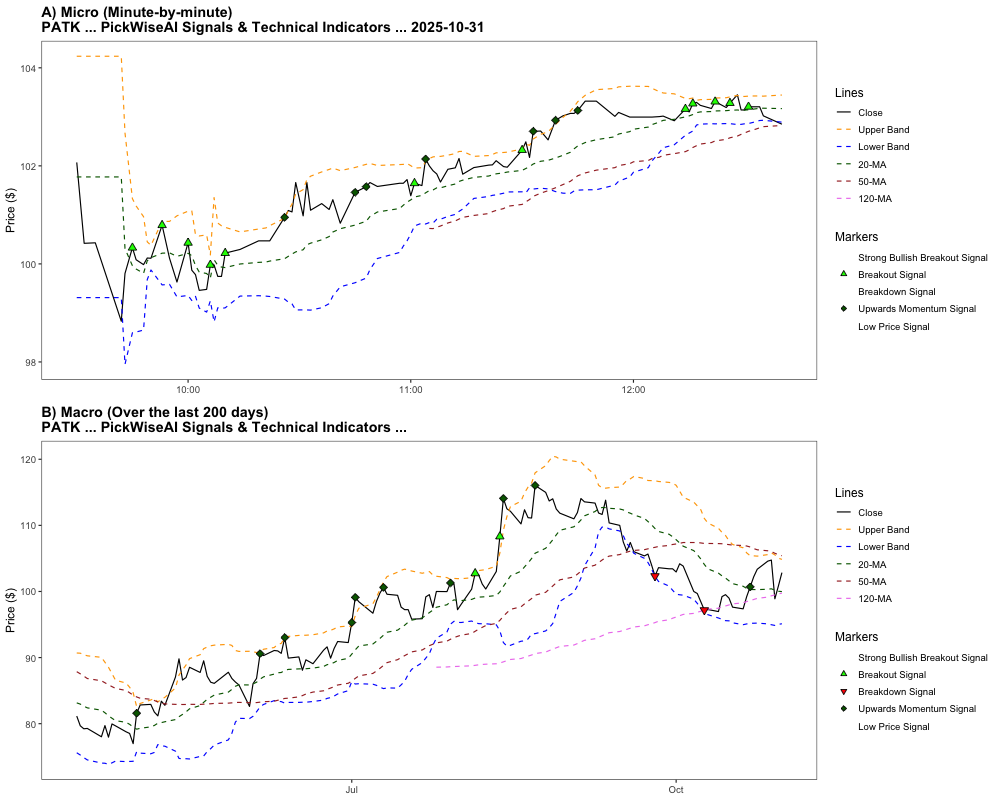 A) Micro (Minute-by-minute)
PATK ... PickWiseAI Signals & Technical Indicators ... 2025-10-31
Price ($)
104
102
100
98
10:00
11:00
12:00
Lines
Close
Upper Band
Lower Band
20-MA
50-MA
120-MA
Markers
Strong Bullish Breakout Signal
Breakout Signal
Breakdown Signal
Upwards Momentum Signal
Low Price Signal
B) Macro (Over the last 200 days)
PATK ... PickWiseAI Signals & Technical Indicators ...
Price ($)
120
110
100
90
80
Jul
Oct
Lines
Close
Upper Band
Lower Band
20-MA
50-MA
120-MA
Markers
Strong Bullish Breakout Signal
Breakout Signal
Breakdown Signal
Upwards Momentum Signal
Low Price Signal